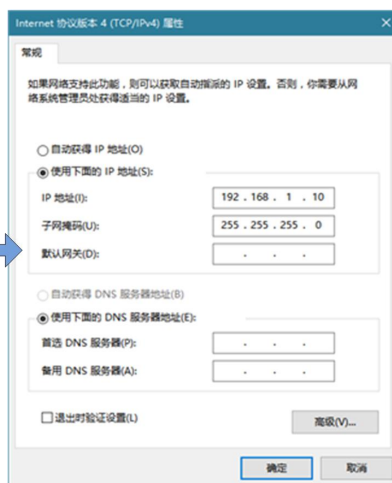 Internet 协议版本 4 (TCP/IPv4) 属性
常规
如果网络支持此功能，则可以获取自动指派的 IP 设置。否则，你需要从网
络系统管理员处获得适当的 IP 设置。
自动获得 IP 地址(O)
使用下面的 IP 地址(S):
IP 地址(I): 192 . 168 . 1 . 10
子网掩码(U): 255 . 255 . 255 . 0
默认网关(D): . . .
自动获得 DNS 服务器地址(B)
使用下面的 DNS 服务器地址(E):
首选 DNS 服务器(P): . . .
备用 DNS 服务器(A): . . .
退出时验证设置(L)
高级(V)...
确定 取消